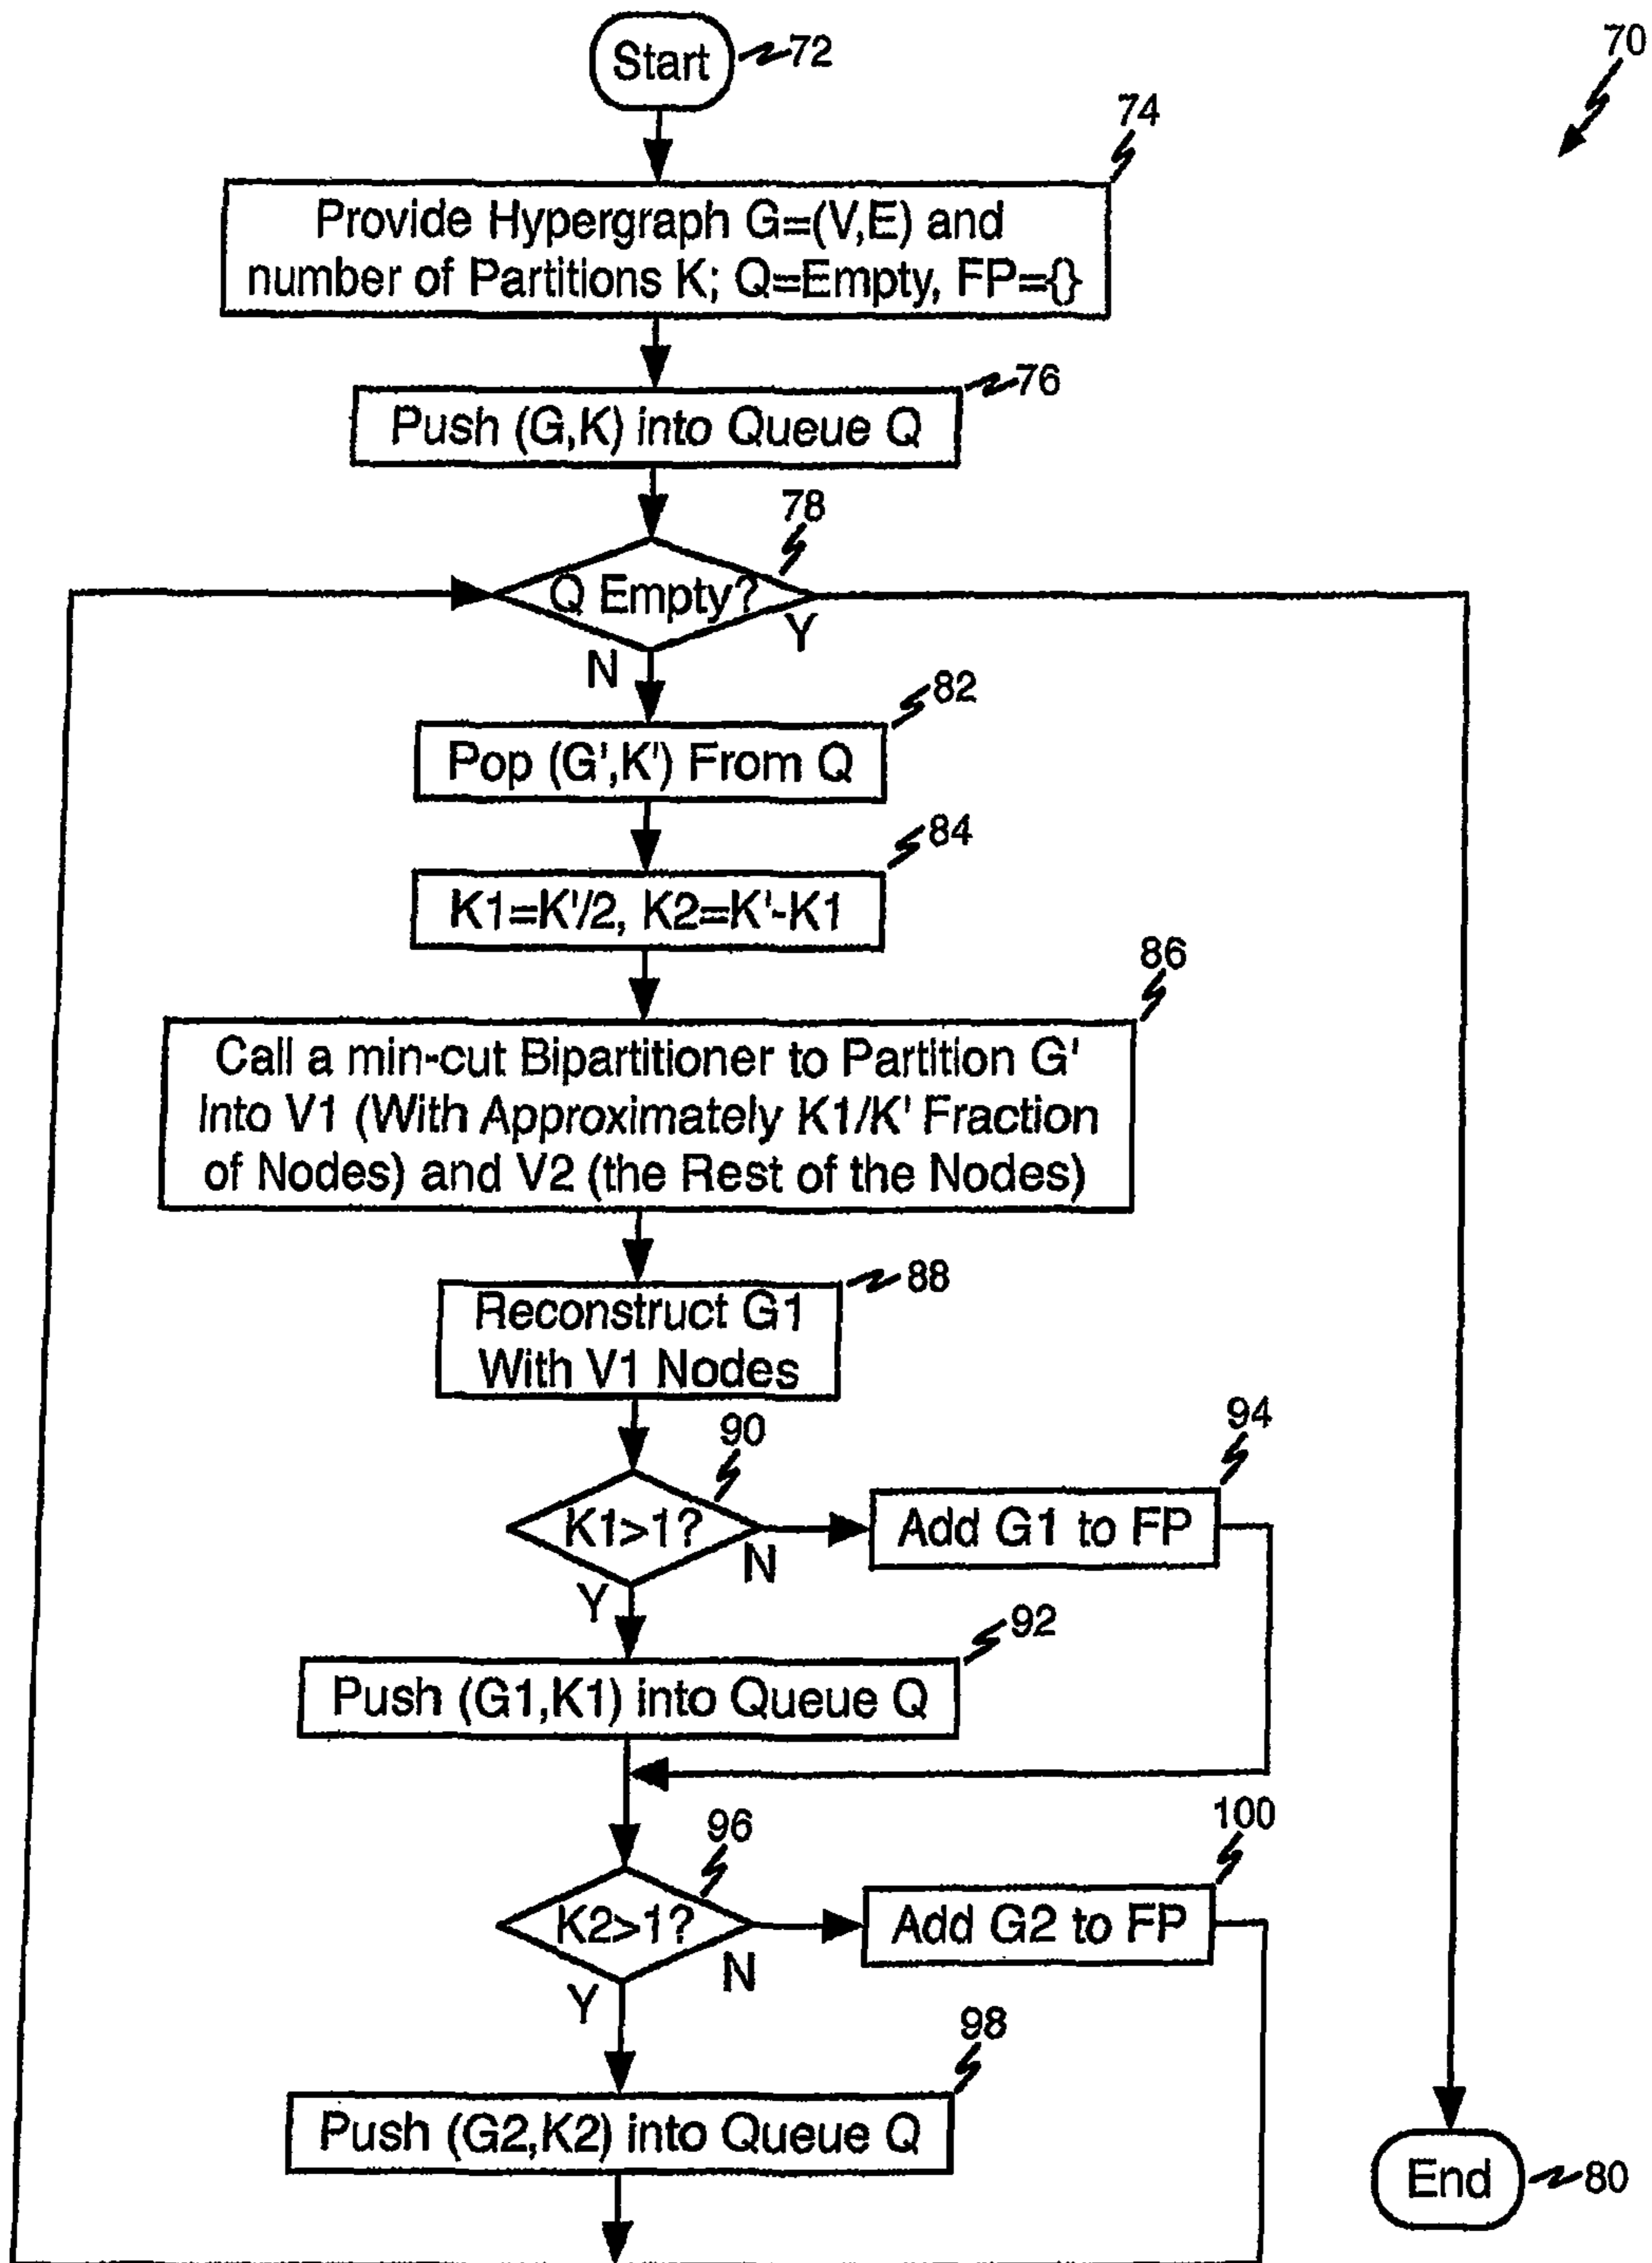 70
Start
72
74
Provide Hypergraph G=(V,E) and
number of Partitions K; Q=Empty, FP={}
76
Push (G,K) into Queue Q
78
Q Empty?
Y
N
82
Pop (G',K') From Q
84
K1=K'/2, K2=K'-K1
86
Call a min-cut Bipartitioner to Partition G'
Into V1 (With Approximately K1/K' Fraction
of Nodes) and V2 (the Rest of the Nodes)
88
Reconstruct G1
With V1 Nodes
90
K1>1?
N
Y
94
Add G1 to FP
92
Push (G1,K1) into Queue Q
96
K2>1?
N
Y
100
Add G2 to FP
98
Push (G2,K2) into Queue Q
End
80